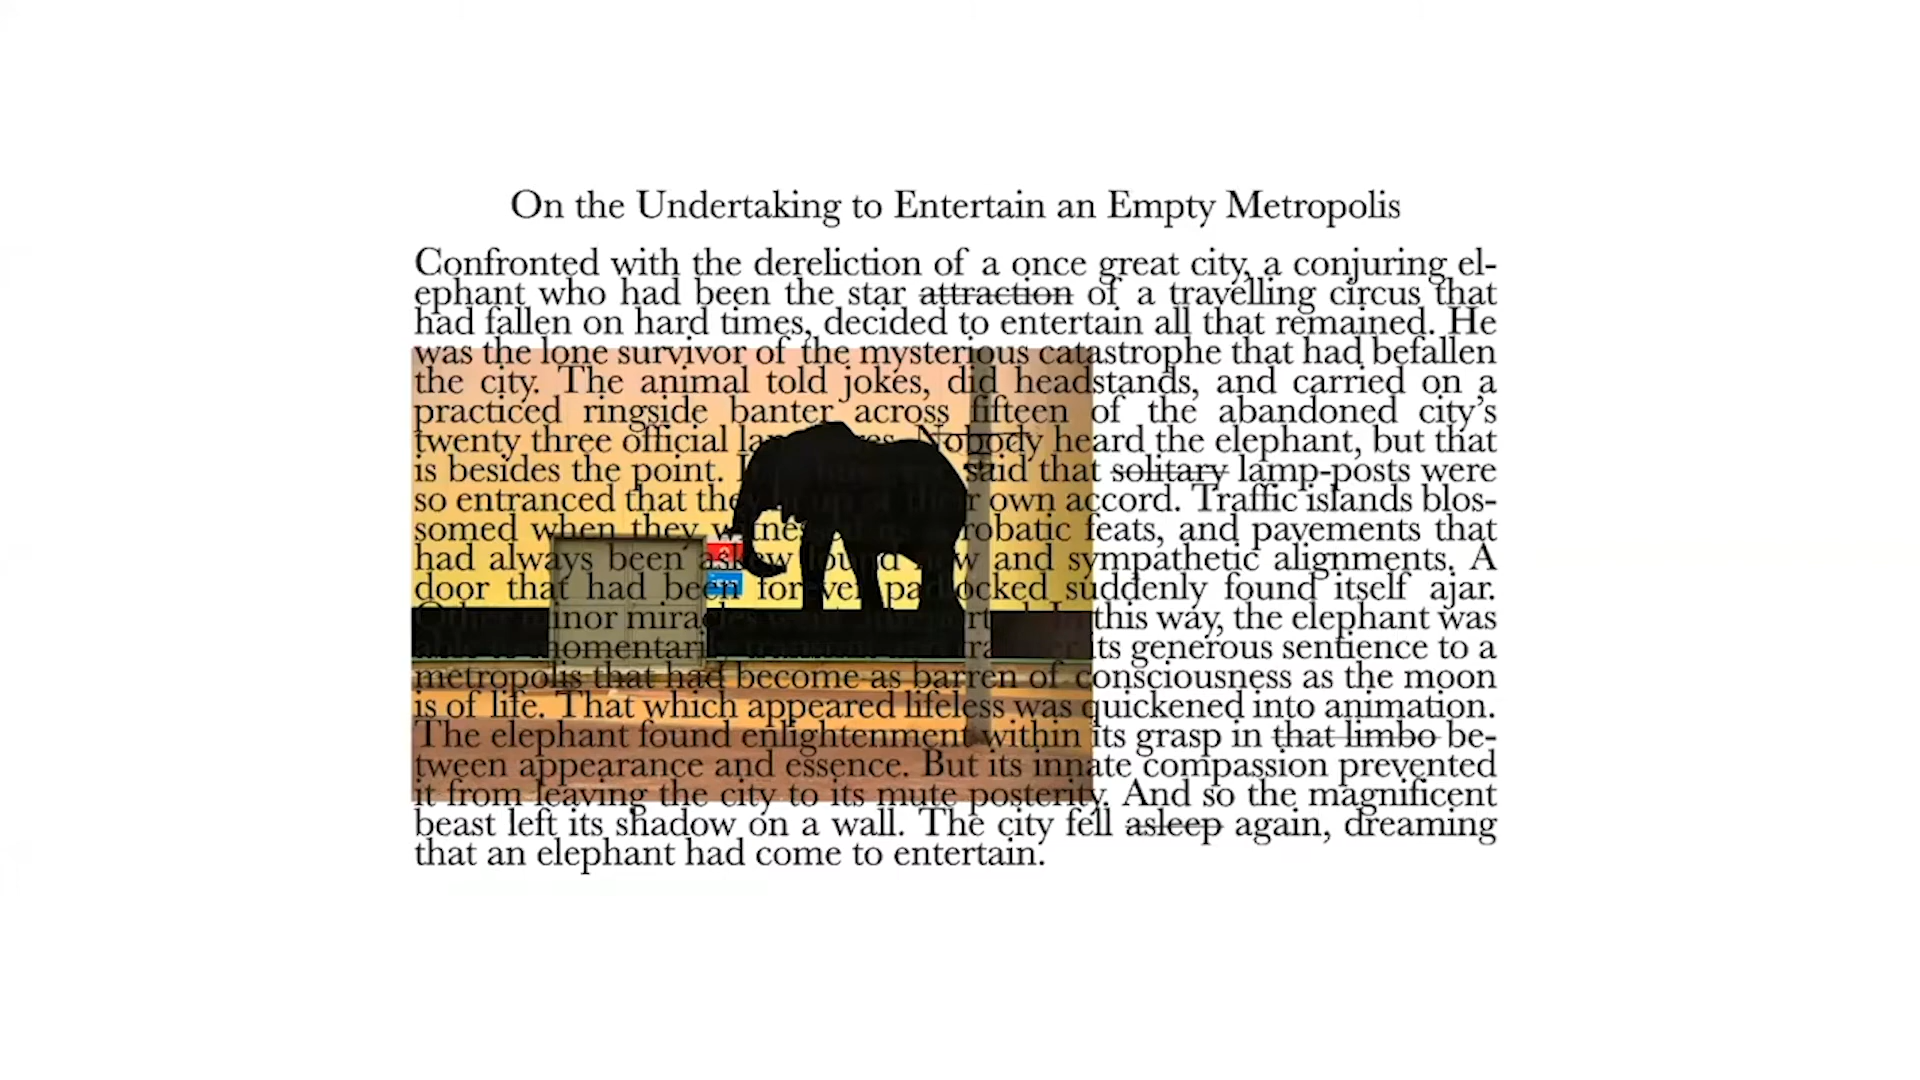 On the Undertaking to Entertain an Empty Metropolis
Confronted with the dereliction of a once great city, a conjuring el-
ephant who had been the star attraction of a travelling circus that
had fallen on hard times, decided to entertain all that remained. He
was the lone survivor of the mysterious catastrophe that had befallen
the city. The animal told jokes, did headstands, and carried on a
practiced ringside banter across fifteen of the abandoned city's
twenty three official Nobody heard the elephant, but that
is besides the point. said that solitary lamp-posts were
so entranced that own accord. Traffic islands blos-
somed when they feats, and pavements that
had always been and sympathetic alignments. A
door that had been suddenly found itself ajar.
minor miracles this way, the elephant was
its generous sentience to a
metropolis that had become as barren of consciousness as the moon
is of life. That which appeared lifeless was quickened into animation.
The elephant found enlightenment within its grasp in that limbo be-
tween appearance and essence. But its innate compassion prevented
it from leaving the city to its mute posterity. And so the magnificent
beast left its shadow on a wall. The city fell asleep again, dreaming
that an elephant had come to entertain.